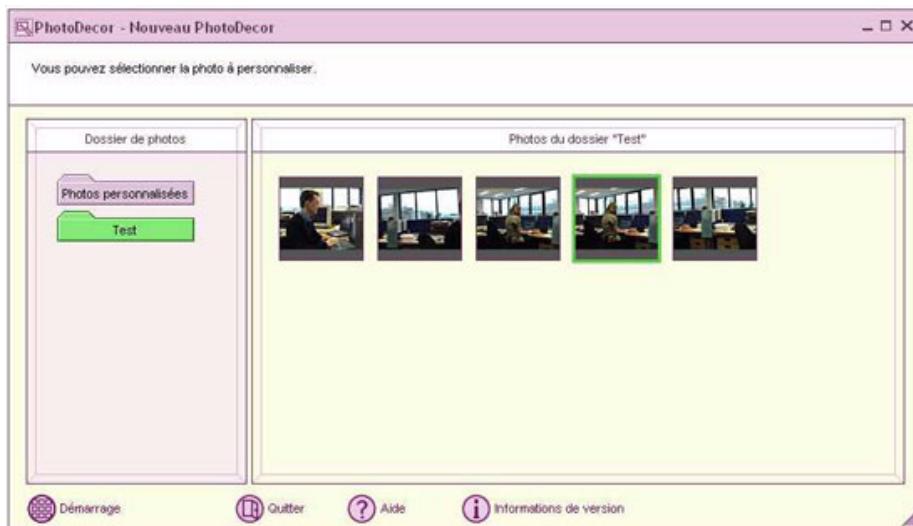 PhotoDecor - Nouveau PhotoDecor
Vous pouvez sélectionner la photo à personnaliser.
Dossier de photos
Photos du dossier "Test"
Photos personnalisées
Test
Démarrage
Quitter
? Aide
i Informations de version